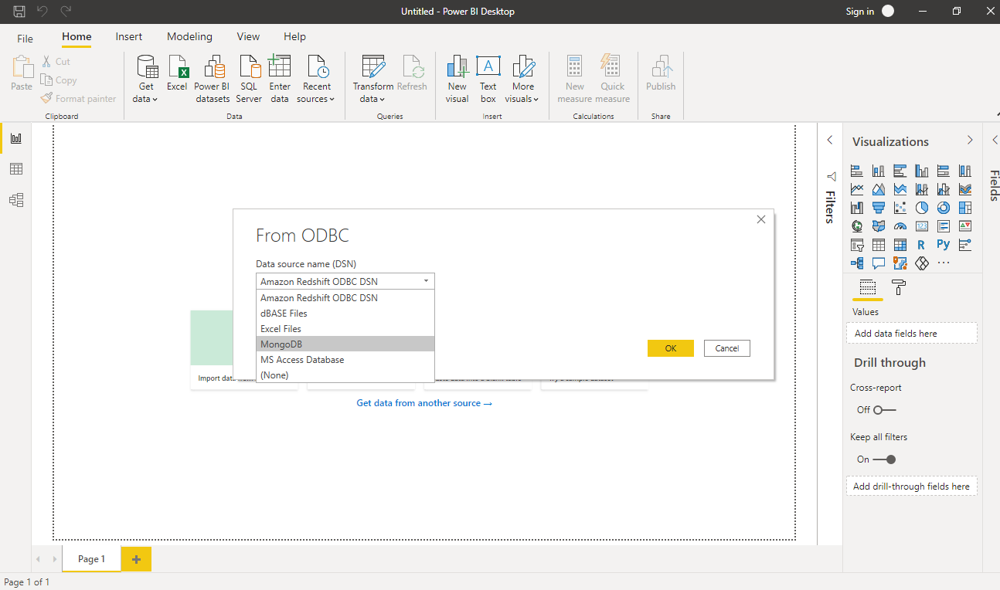 Untitled - Power BI Desktop
Sign in
File
Home
Insert
Modeling
View
Help
Paste
Cut
Copy
Format painter
Clipboard
Get data
Excel
Power BI datasets
SQL Server
Enter data
Recent sources
Data
Transform data
Refresh
Queries
New visual
Text box
More visuals
Insert
New measure
Quick measure
Calculations
Publish
Share
From ODBC
Data source name (DSN)
Amazon Redshift ODBC DSN
Amazon Redshift ODBC DSN
dBASE Files
Excel Files
MongoDB
MS Access Database
(None)
OK
Cancel
Import data
Get data from another source →
Filters
Visualizations
123
R
Py
Values
Add data fields here
Drill through
Cross-report
Off
Keep all filters
On
Add drill-through fields here
Fields
Page 1
Page 1 of 1